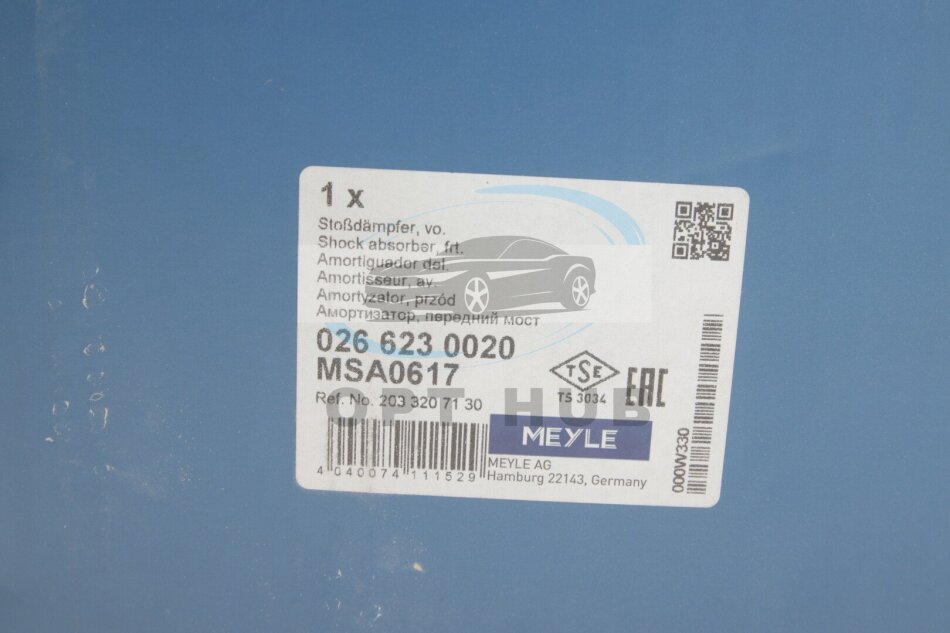 1 x
Stoßdämpfer, vo.
Shock absorber, frt.
Amortiguador del.
Amortisseur, av.
Amortyzator, przód
Амортизатор, передний мост
026 623 0020
MSA0617
TSE
TS 3034
EAC
Ref. No. 203 320 71 30
OPT HUB
MEYLE
4 040074 111529
MEYLE AG
Hamburg 22143, Germany
000W330